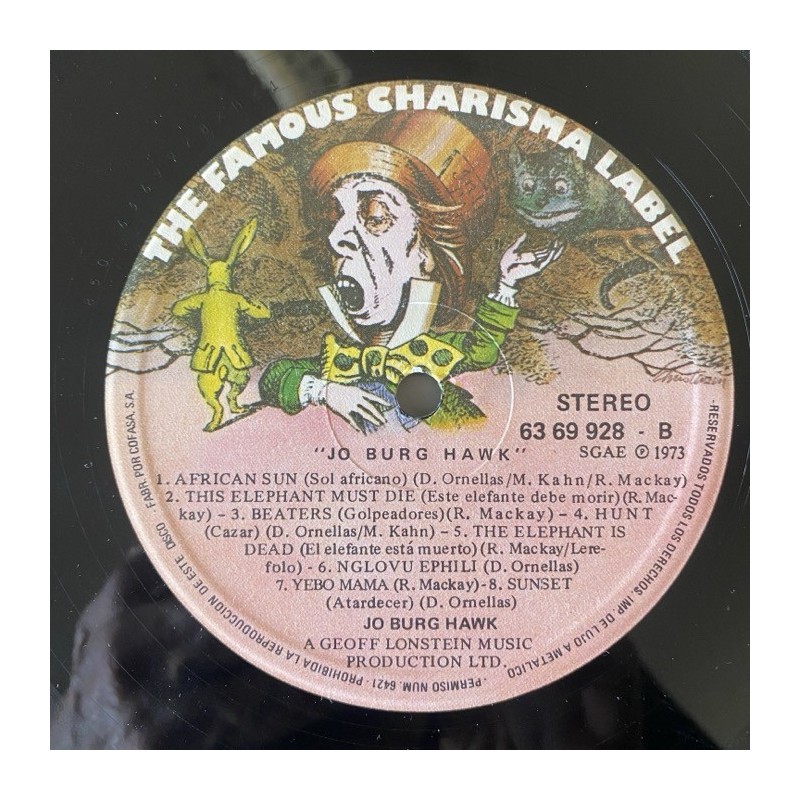 THE FAMOUS CHARISMA LABEL
STEREO
63 69 928 - B
SGAE Ⓟ 1973
"JO BURG HAWK"
1. AFRICAN SUN (Sol africano) (D. Ornellas/M. Kahn/R. Mackay)
2. THIS ELEPHANT MUST DIE (Este elefante debe morir) (R. Mac-
kay) - 3. BEATERS (Golpeadores) (R. Mackay) - 4. HUNT
(Cazar) (D. Ornellas/M. Kahn) - 5. THE ELEPHANT IS
DEAD (El elefante está muerto) (R. Mackay/Lere-
folo) - 6. NGLOVU EPHILI (D. Ornellas)
7. YEBO MAMA (R. Mackay) - 8. SUNSET
(Atardecer) (D. Ornellas)
JO BURG HAWK
A GEOFF LONSTEIN MUSIC
PRODUCTION LTD.
-RESERVADOS TODOS LOS DERECHOS, IMP. DE LUJO A METALICO
· PERMISO NUM. 6421 - PROHIBIDA LA REPRODUCCION DE ESTE DISCO - FABR. POR COFASA, S.A.